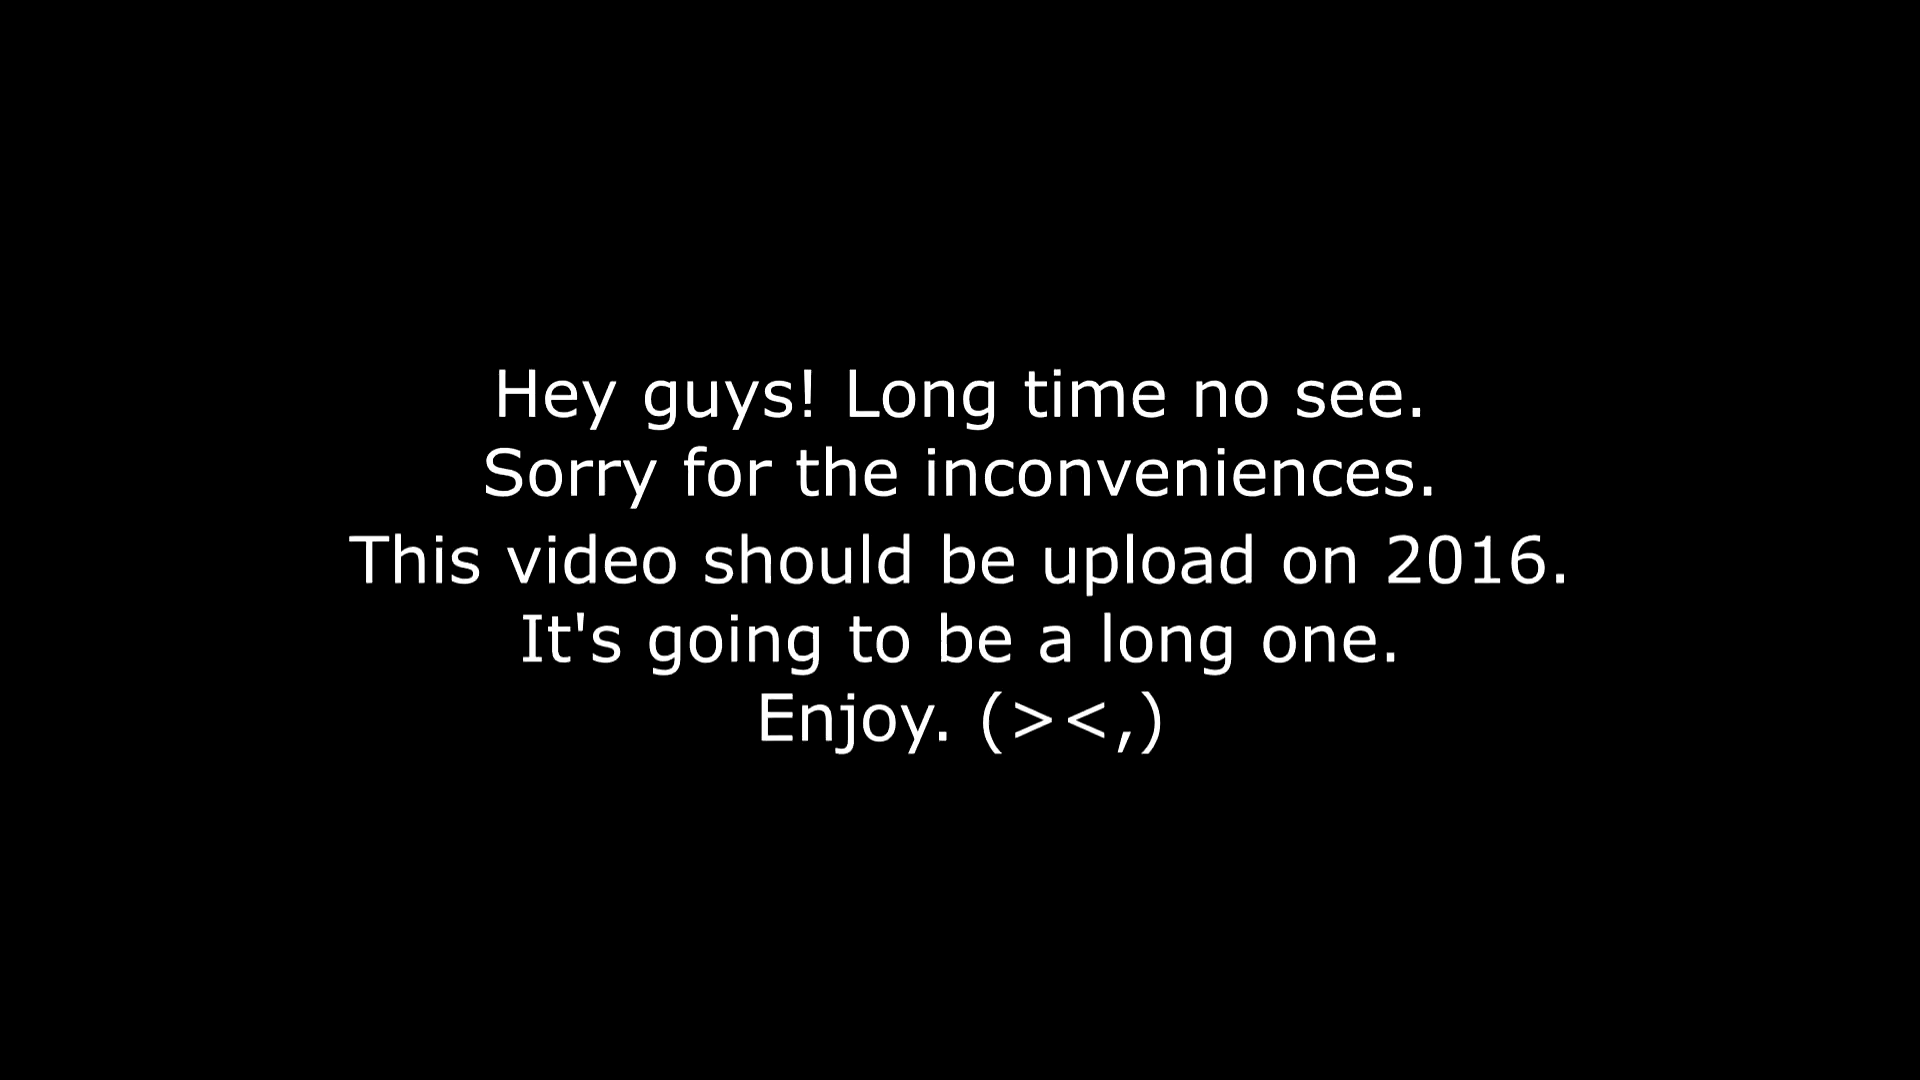 Hey guys! Long time no see.
Sorry for the inconveniences.
This video should be upload on 2016.
It's going to be a long one.
Enjoy. (><,)